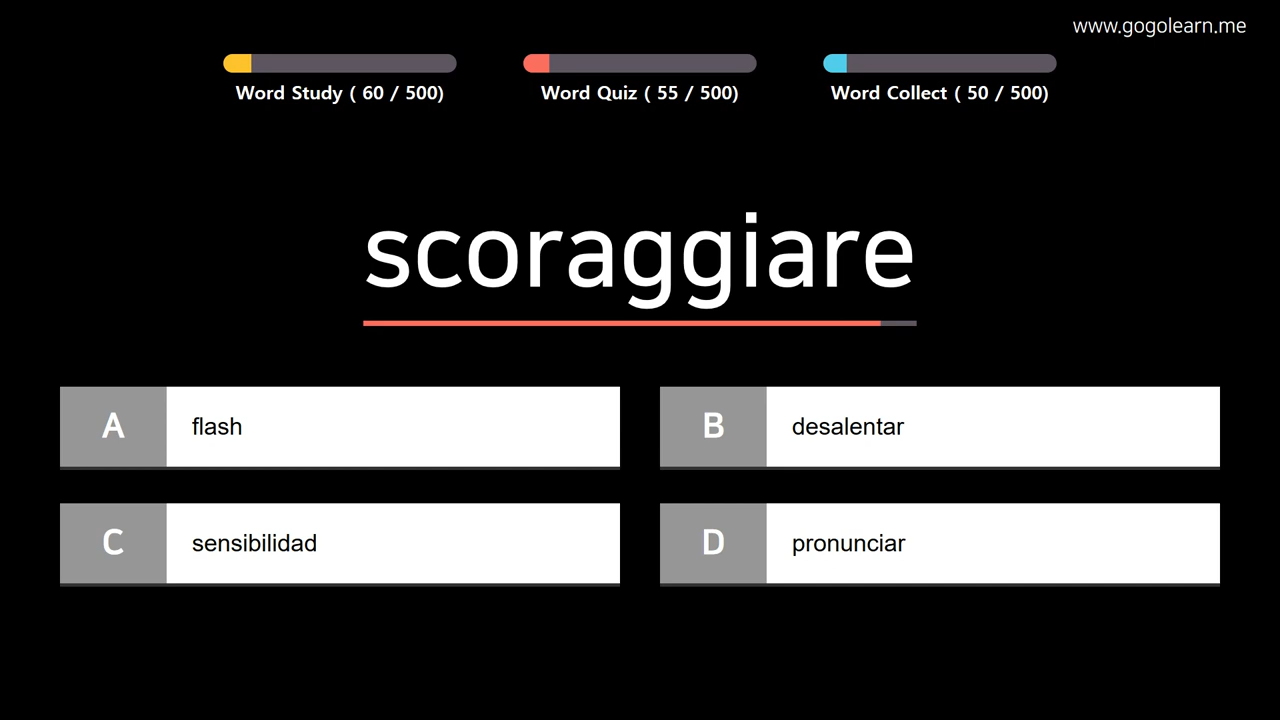 www.gogolearn.me
Word Study ( 60 / 500)
Word Quiz ( 55 / 500)
Word Collect ( 50 / 500)
scoraggiare
A
flash
B
desalentar
C
sensibilidad
D
pronunciar